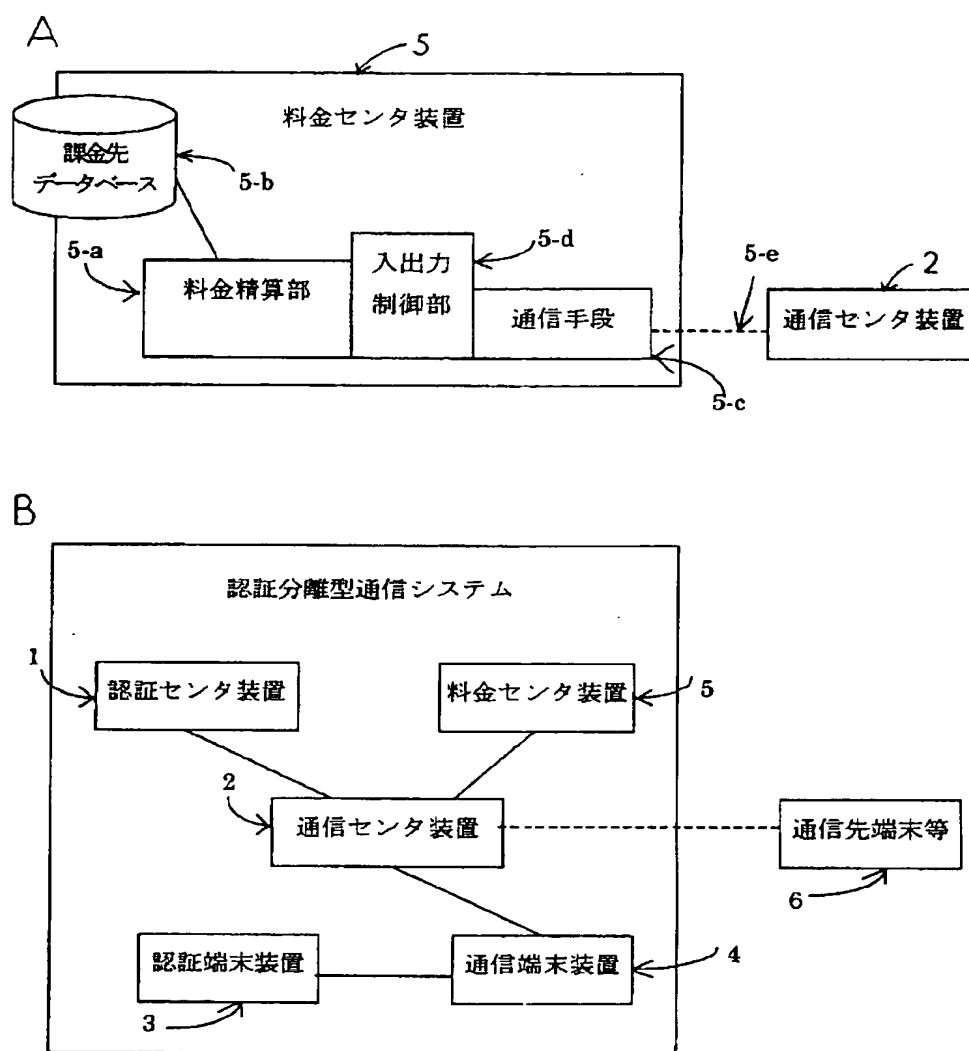 A
5
料金センタ装置
課金先
データベース
5-b
5-a
料金精算部
入出力
制御部
5-d
通信手段
5-e
2
通信センタ装置
5-c
B
認証分離型通信システム
1
認証センタ装置
料金センタ装置
5
2
通信センタ装置
通信先端末等
6
認証端末装置
3
通信端末装置
4